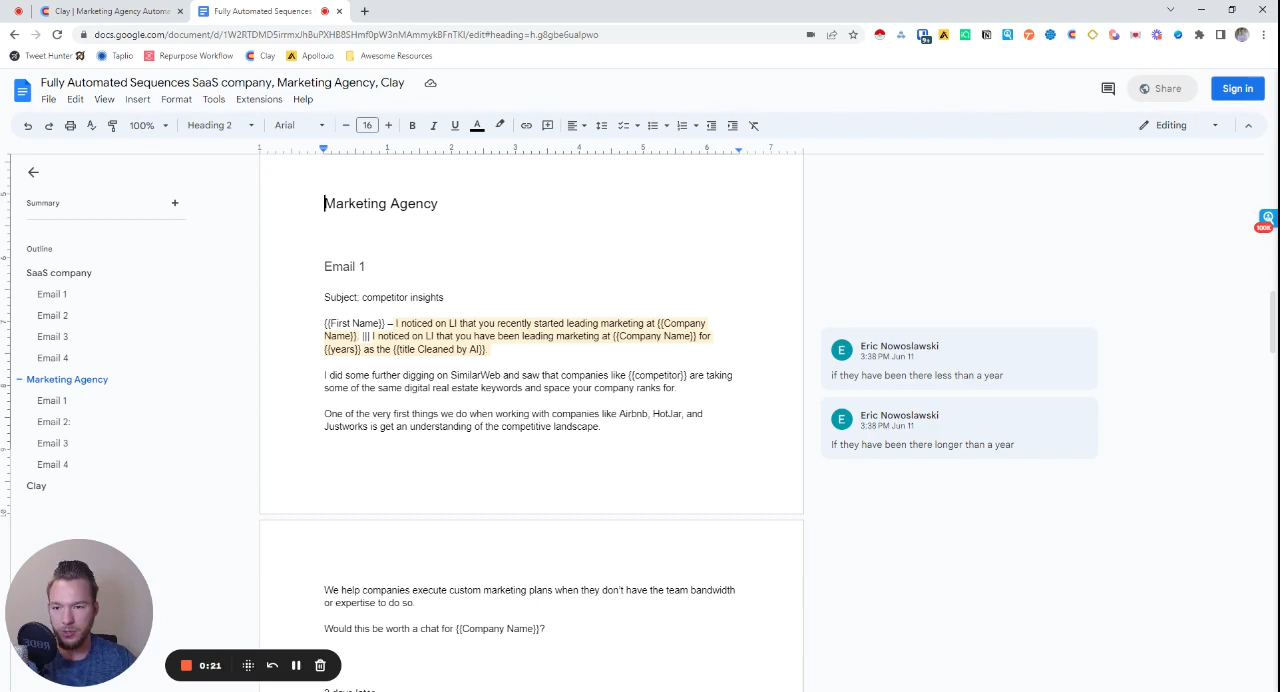 Clay | Marketing Agency Autom
Fully Automated Sequences
docs.google.com/document/d/1W2RTDMD5irrmxJhBuPXHB8SHmf0pW3nMAmmykBFnTKI/edit#heading=h.g8gbe6ualpwo
Tweet Hunter
Taplio
Repurpose Workflow
Clay
Apollo.io
Awesome Resources
Fully Automated Sequences SaaS company, Marketing Agency, Clay
File Edit View Insert Format Tools Extensions Help
Share
Sign in
100% Heading 2 Arial 16 B I U A
Editing
1 1 2 3 4 5 6 7
Summary
Outline
SaaS company
Email 1
Email 2
Email 3
Email 4
Marketing Agency
Email 1
Email 2:
Email 3
Email 4
Clay
Marketing Agency
Email 1
Subject: competitor insights
{{First Name}} – I noticed on LI that you recently started leading marketing at {{Company
Name}}. ||| I noticed on LI that you have been leading marketing at {{Company Name}} for
{{years}} as the {{title Cleaned by AI}}.
I did some further digging on SimilarWeb and saw that companies like {{competitor}} are taking
some of the same digital real estate keywords and space your company ranks for.
One of the very first things we do when working with companies like Airbnb, HotJar, and
Justworks is get an understanding of the competitive landscape.
We help companies execute custom marketing plans when they don't have the team bandwidth
or expertise to do so.
Would this be worth a chat for {{Company Name}}?
E
Eric Nowoslawski
3:38 PM Jun 11
if they have been there less than a year
E
Eric Nowoslawski
3:38 PM Jun 11
If they have been there longer than a year
100K
RØDE
0:21